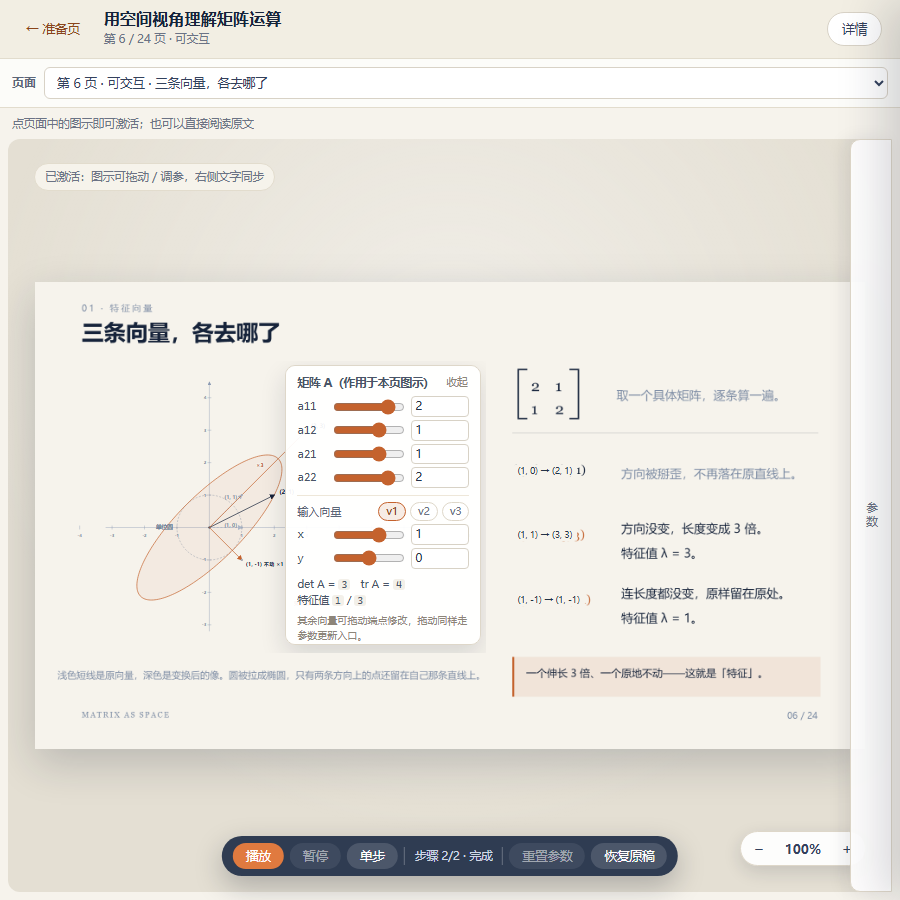 ← 准备页
用空间视角理解矩阵运算
第 6 / 24 页 · 可交互
详情
页面
第 6 页 · 可交互 · 三条向量，各去哪了
点页面中的图示即可激活；也可以直接阅读原文
已激活：图示可拖动 / 调参，右侧文字同步
01 · 特征向量
三条向量，各去哪了
×3
(1, 1)
(2
单位圆
(1, 0)
(1, -1) 不动 ×1
矩阵 A（作用于本页图示）
收起
a11 2
a12 1
a21 1
a22 2
输入向量 v1 v2 v3
x 1
y 0
det A = 3 tr A = 4
特征值 1 / 3
其余向量可拖动端点修改，拖动同样走
参数更新入口。
2 1
1 2
取一个具体矩阵，逐条算一遍。
(1, 0) → (2, 1) 1)
方向被掰歪，不再落在原直线上。
(1, 1) → (3, 3) ;)
方向没变，长度变成 3 倍。
特征值 λ = 3。
(1, -1) → (1, -1) )
连长度都没变，原样留在原处。
特征值 λ = 1。
浅色短线是原向量，深色是变换后的像。圆被拉成椭圆，只有两条方向上的点还留在自己那条直线上。
一个伸长 3 倍、一个原地不动——这就是「特征」。
MATRIX AS SPACE
06 / 24
参
数
播放
暂停
单步
步骤 2/2 · 完成
重置参数
恢复原稿
− 100% +